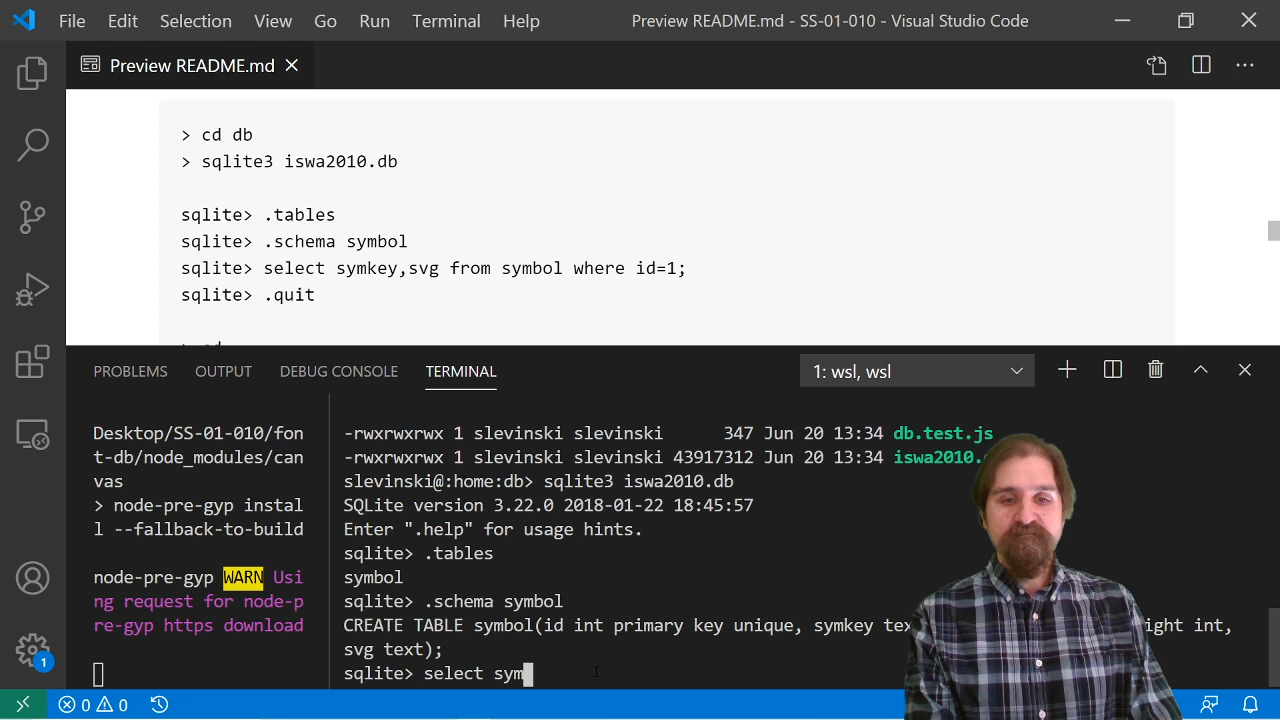 File Edit Selection View Go Run Terminal Help Preview README.md - SS-01-010 - Visual Studio Code
Preview README.md
> cd db
> sqlite3 iswa2010.db
sqlite> .tables
sqlite> .schema symbol
sqlite> select symkey,svg from symbol where id=1;
sqlite> .quit
PROBLEMS OUTPUT DEBUG CONSOLE TERMINAL 1: wsl, wsl
Desktop/SS-01-010/fon
t-db/node_modules/can
vas
> node-pre-gyp instal
l --fallback-to-build
node-pre-gyp WARN Usi
ng request for node-p
re-gyp https download
-rwxrwxrwx 1 slevinski slevinski 347 Jun 20 13:34 db.test.js
-rwxrwxrwx 1 slevinski slevinski 43917312 Jun 20 13:34 iswa2010.
slevinski@:home:db> sqlite3 iswa2010.db
SQLite version 3.22.0 2018-01-22 18:45:57
Enter ".help" for usage hints.
sqlite> .tables
symbol
sqlite> .schema symbol
CREATE TABLE symbol(id int primary key unique, symkey int,
svg text);
sqlite> select sym
1
0 0